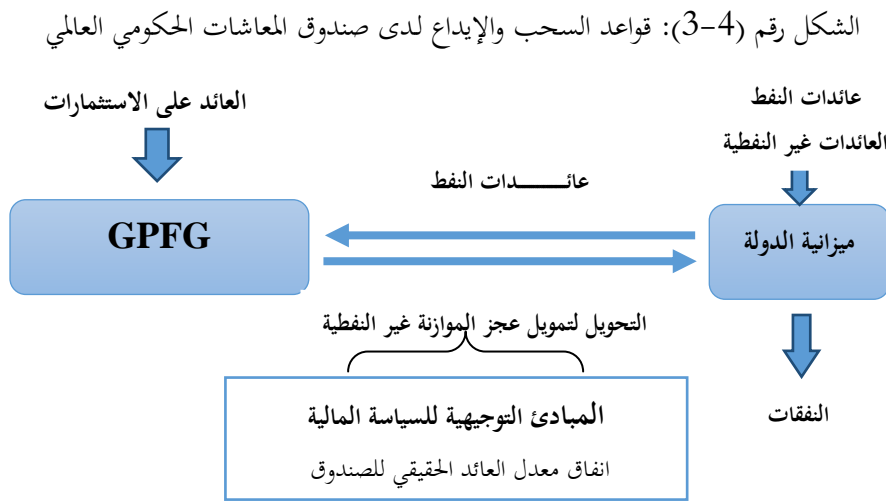 الشكل رقم (4-3): قواعد السحب والإيداع لدى صندوق المعاشات الحكومي العالمي
عائدات النفط
العائدات غير النفطية
العائد على الاستثمارات
عائـــــــدات النفط
ميزانية الدولة
GPFG
التحويل لتمويل عجز الموازنة غير النفطية
النفقات
المبادئ التوجيهية للسياسة المالية
انفاق معدل العائد الحقيقي للصندوق